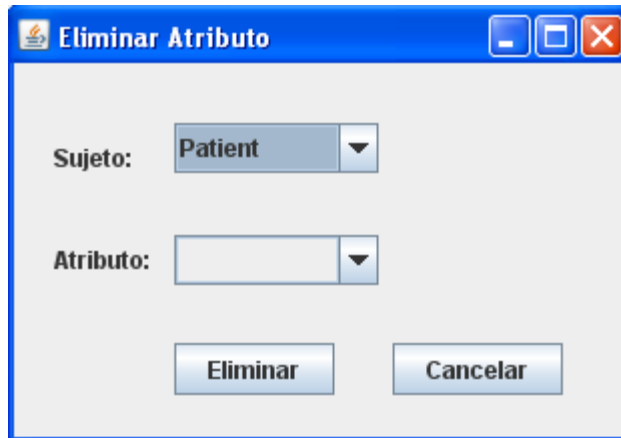 Eliminar Atributo
Sujeto: Patient
Atributo:
Eliminar Cancelar